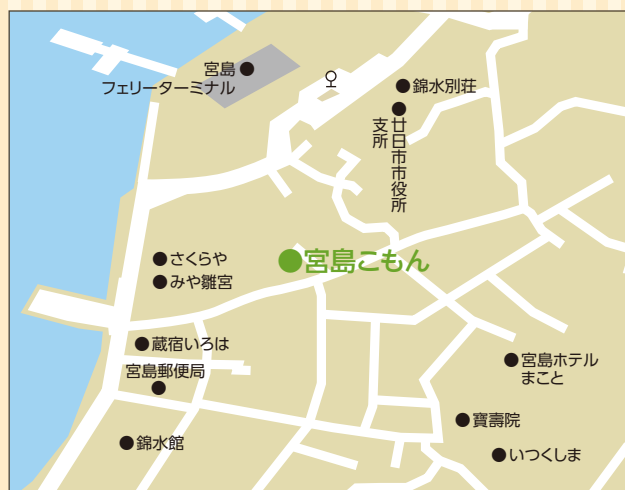 宮島
フェリーターミナル
錦水別荘
廿日市市役所
支所
さくらや
みや雛宮
宮島こもん
蔵宿いろは
宮島郵便局
宮島ホテル
まこと
寶壽院
錦水館
いつくしま